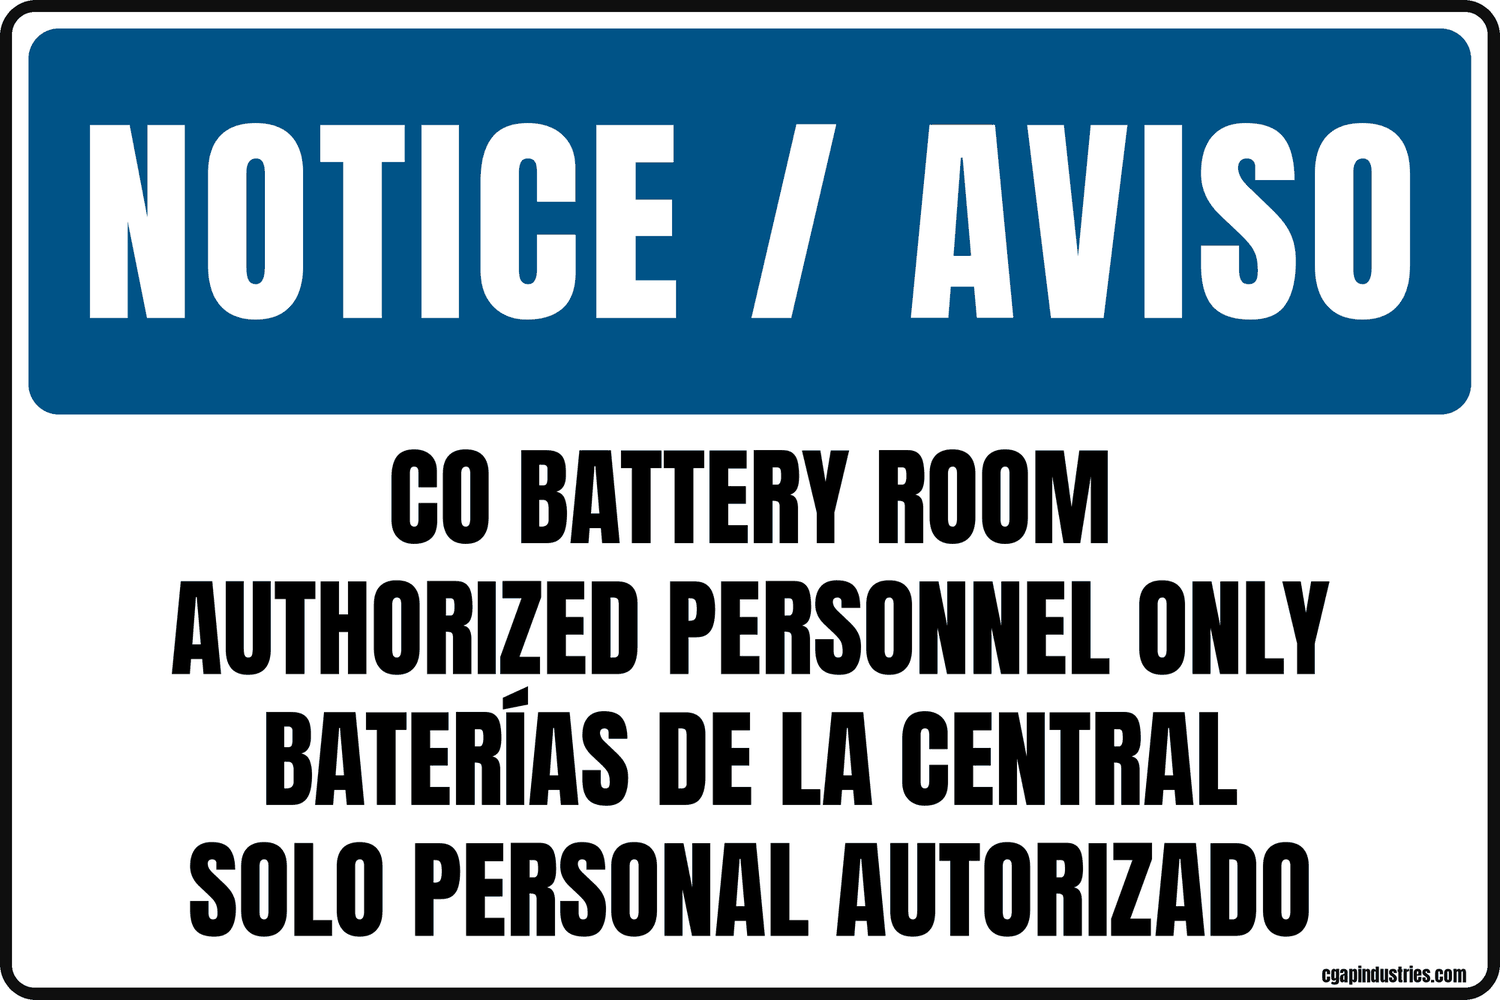 NOTICE / AVISO
CO BATTERY ROOM
AUTHORIZED PERSONNEL ONLY
BATERÍAS DE LA CENTRAL
SOLO PERSONAL AUTORIZADO
cgapindustries.com